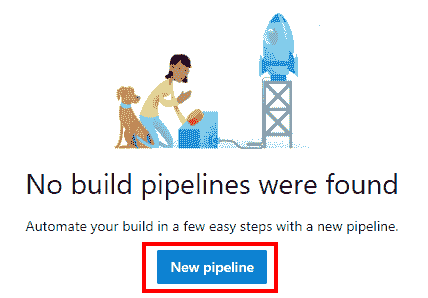 No build pipelines were found
Automate your build in a few easy steps with a new pipeline.
New pipeline